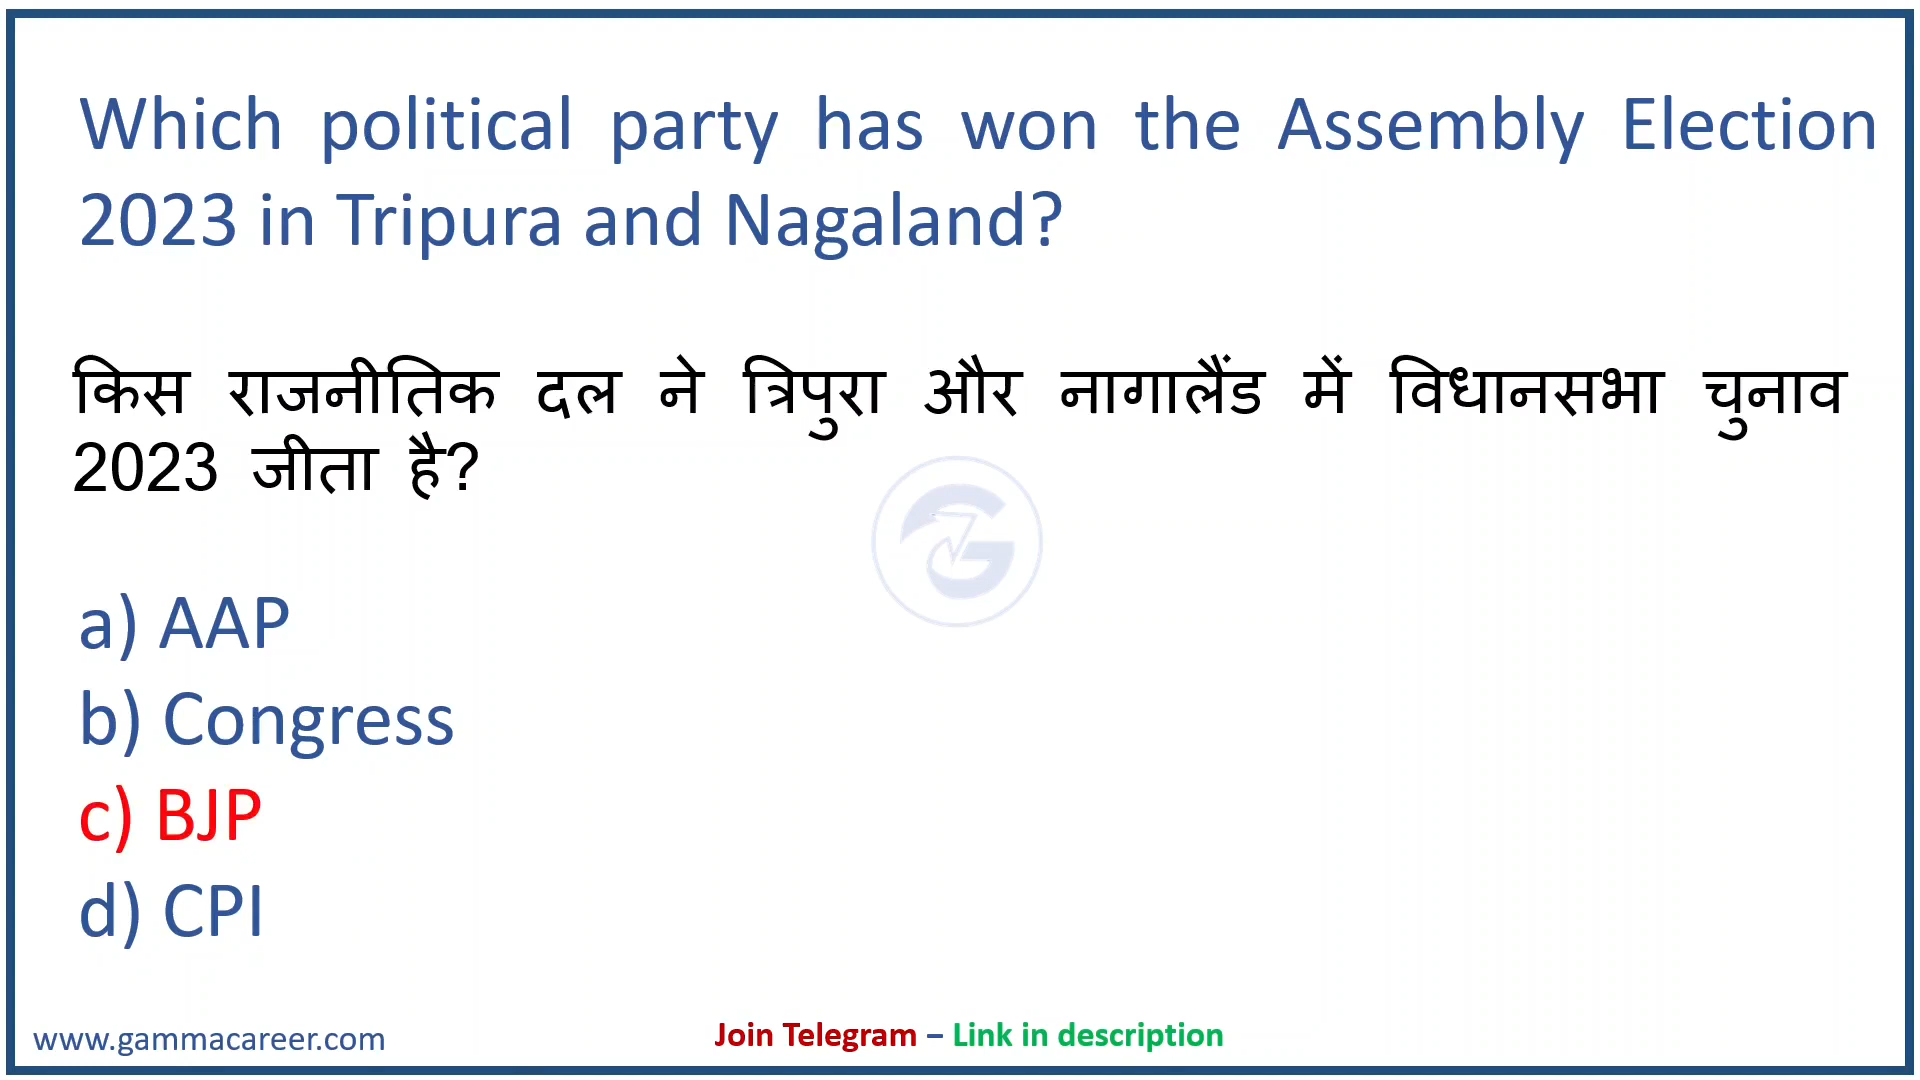 Which political party has won the Assembly Election
2023 in Tripura and Nagaland?
किस राजनीतिक दल ने त्रिपुरा और नागालैंड में विधानसभा चुनाव
2023 जीता है?
a) AAP
b) Congress
c) BJP
d) CPI
www.gammacareer.com
Join Telegram – Link in description